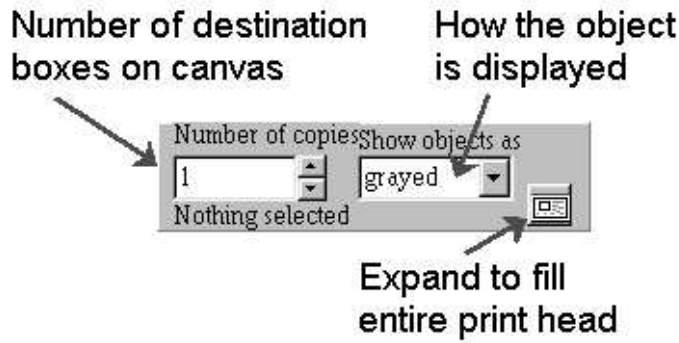 Number of destination
boxes on canvas
How the object
is displayed
Number of copies
Show objects as
1
grayed
Nothing selected
Expand to fill
entire print head